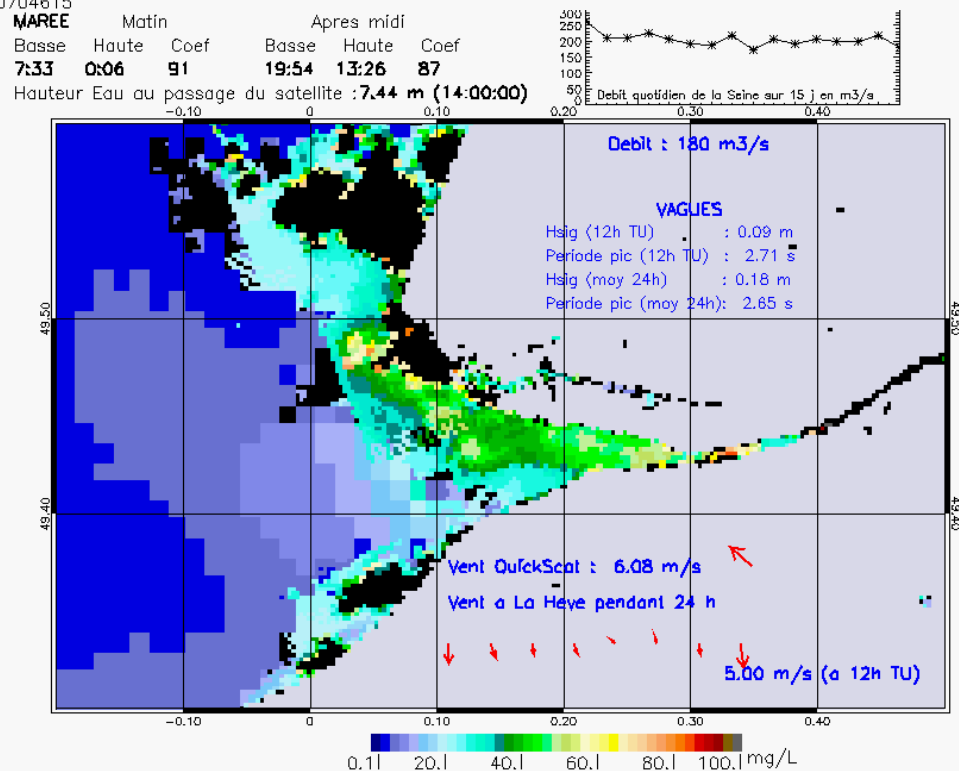 0704615
MAREE Matin Apres midi
Basse Haute Coef Basse Haute Coef
7:33 0:06 91 19:54 13:26 87
Hauteur Eau au passage du satellite : 7.44 m (14:00:00)
300
250
200
150
100
50
0
Debit quotidien de la Seine sur 15 j en m3/s
-0.10 0 0.10 0.20 0.30 0.40
Debit : 180 m3/s
VAGUES
Hsig (12h TU) : 0.09 m
Periode pic (12h TU) : 2.71 s
Hsig (moy 24h) : 0.18 m
Periode pic (moy 24h): 2.65 s
49.50 49.50
49.40 49.40
Vent QuickScat : 6.08 m/s
Vent a La Heve pendant 24 h
5.00 m/s (a 12h TU)
-0.10 0 0.10 0.20 0.30 0.40
0.1| 20.| 40.| 60.| 80.| 100.| mg/L